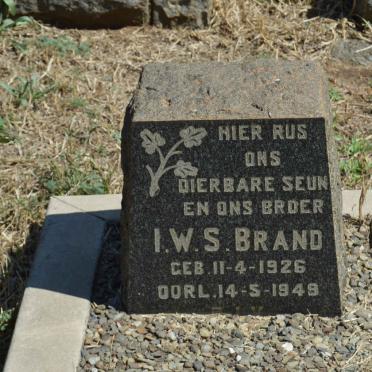 HIER RUS
ONS
DIERBARE SEUN
EN ONS BROER
I.W.S. BRAND
GEB. 11-4-1926
OORL. 14-5-1949